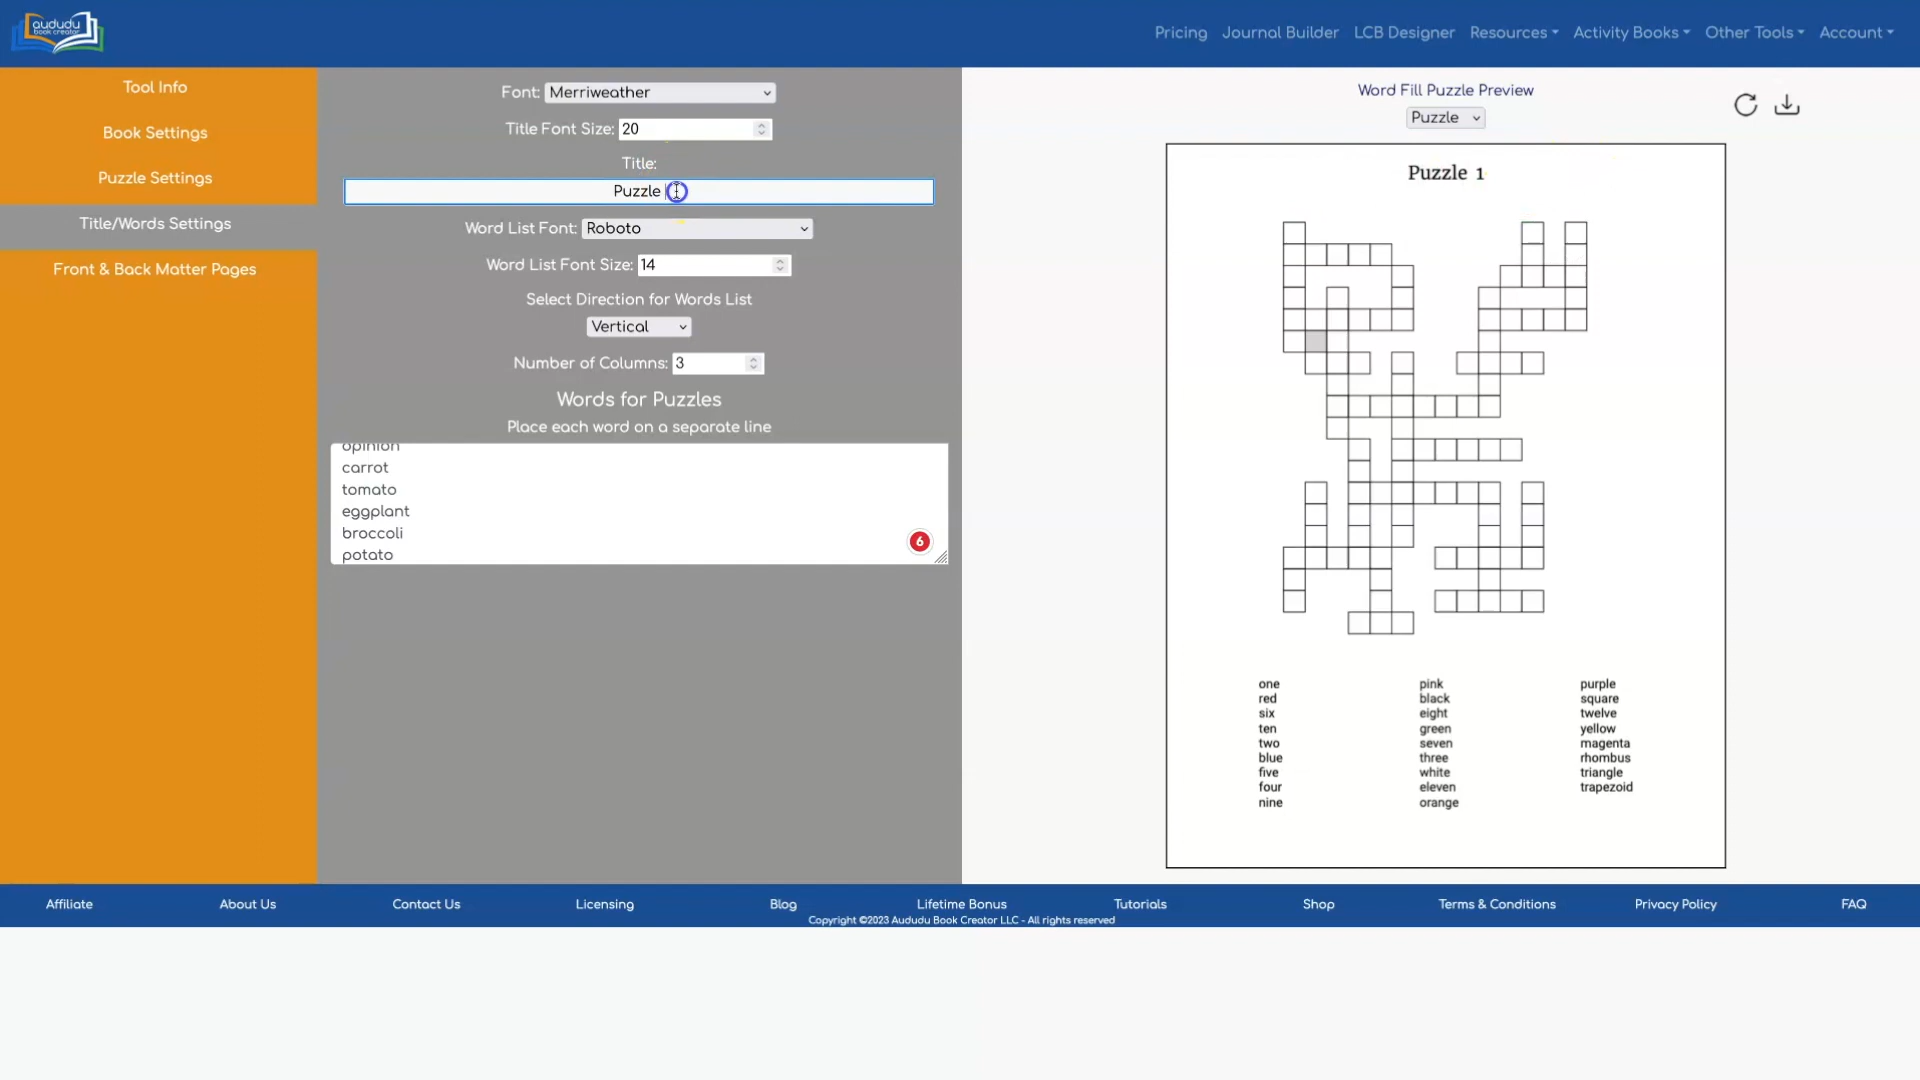 aududu
book creator
Pricing
Journal Builder
LCB Designer
Resources
Activity Books
Other Tools
Account
Tool Info
Book Settings
Puzzle Settings
Title/Words Settings
Front & Back Matter Pages
Font: Merriweather
Title Font Size: 20
Title:
Puzzle
Word List Font: Roboto
Word List Font Size: 14
Select Direction for Words List
Vertical
Number of Columns: 3
Words for Puzzles
Place each word on a separate line
opinion
carrot
tomato
eggplant
broccoli
potato
6
Word Fill Puzzle Preview
Puzzle
Puzzle 1
one
red
six
ten
two
blue
five
four
nine
pink
black
eight
green
seven
three
white
eleven
orange
purple
square
twelve
yellow
magenta
rhombus
triangle
trapezoid
Affiliate
About Us
Contact Us
Licensing
Blog
Lifetime Bonus
Tutorials
Shop
Terms & Conditions
Privacy Policy
FAQ
Copyright ©2023 Aududu Book Creator LLC - All rights reserved